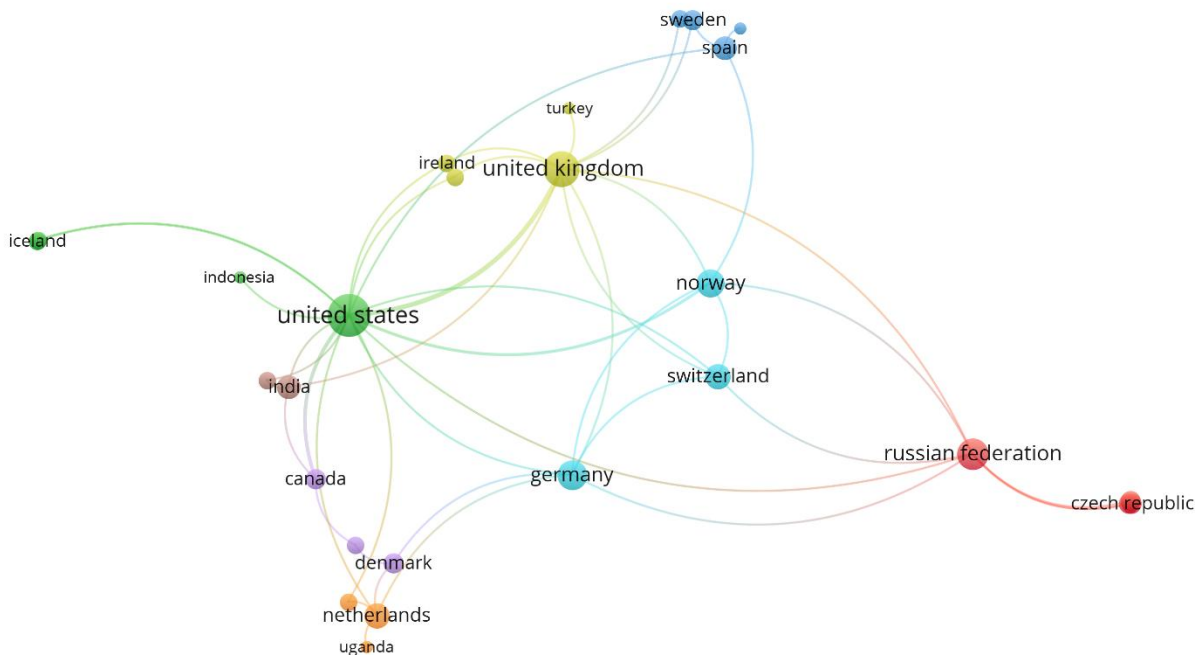 sweden
spain
turkey
ireland
united kingdom
iceland
indonesia
norway
united states
switzerland
india
russian federation
germany
canada
czech republic
denmark
netherlands
uganda